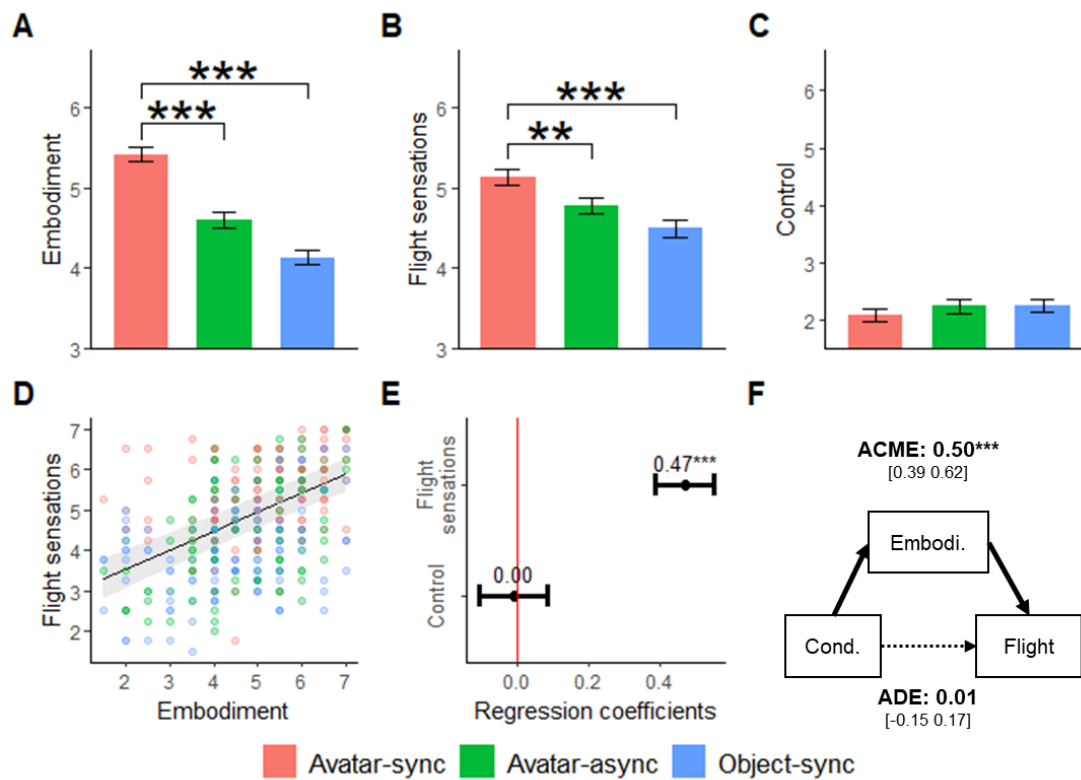 A
Embodiment
6
5
4
3
***
***
B
Flight sensations
6
5
4
3
***
**
C
Control
6
5
4
3
2
D
Flight sensations
7
6
5
4
3
2
2 3 4 5 6 7
Embodiment
E
Flight
sensations
Control
0.47***
0.00
0.0 0.2 0.4
Regression coefficients
F
ACME: 0.50***
[0.39 0.62]
Embodi.
Cond.
Flight
ADE: 0.01
[-0.15 0.17]
Avatar-sync Avatar-async Object-sync